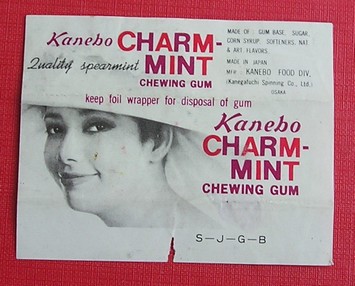 Kanebo CHARM-
Quality spearmint MINT
CHEWING GUM
MADE OF : GUM BASE, SUGAR,
CORN SYRUP, SOFTENERS, NAT.
& ART. FLAVORS.
MADE IN JAPAN
MFR. : KANEBO FOOD DIV.
(Kanegafuchi Spinning Co., Ltd.)
OSAKA
keep foil wrapper for disposal of gum
Kanebo
CHARM-
MINT
CHEWING GUM
S-J-G-B